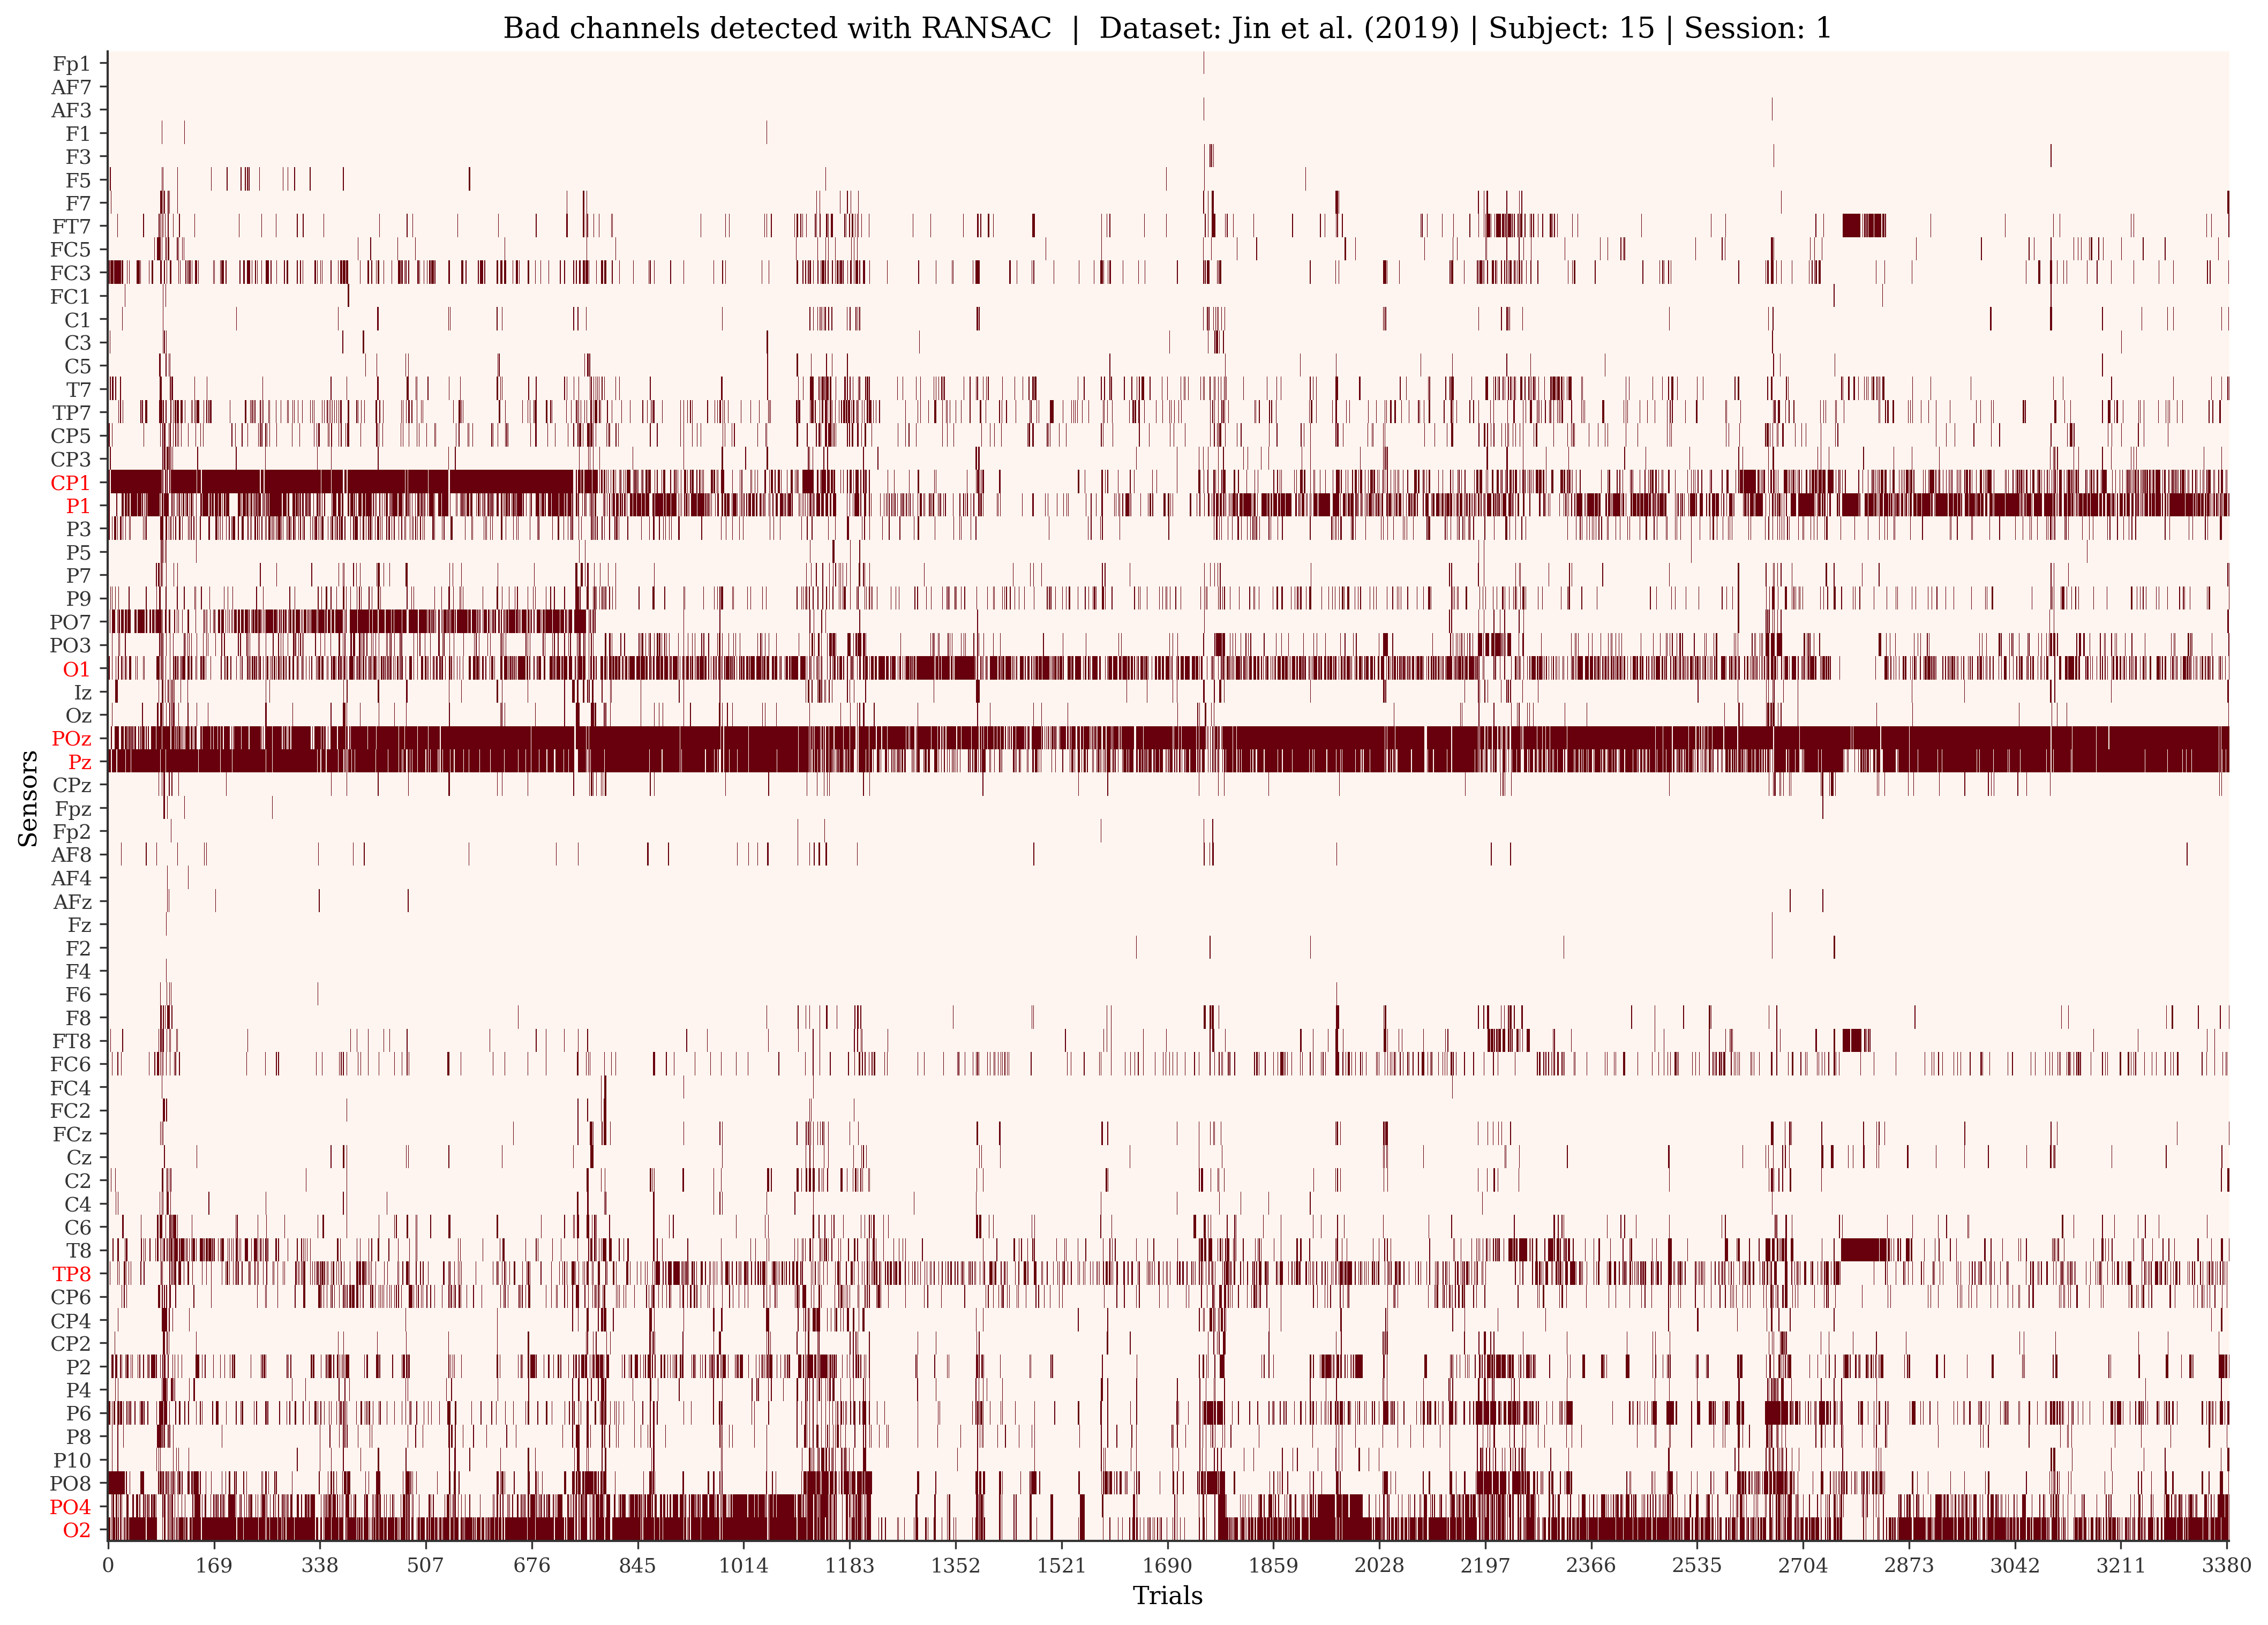 Bad channels detected with RANSAC | Dataset: Jin et al. (2019) | Subject: 15 | Session: 1
Sensors
Fp1
AF7
AF3
F1
F3
F5
F7
FT7
FC5
FC3
FC1
C1
C3
C5
T7
TP7
CP5
CP3
CP1
P1
P3
P5
P7
P9
PO7
PO3
O1
Iz
Oz
POz
Pz
CPz
Fpz
Fp2
AF8
AF4
AFz
Fz
F2
F4
F6
F8
FT8
FC6
FC4
FC2
FCz
Cz
C2
C4
C6
T8
TP8
CP6
CP4
CP2
P2
P4
P6
P8
P10
PO8
PO4
O2
0 169 338 507 676 845 1014 1183 1352 1521 1690 1859 2028 2197 2366 2535 2704 2873 3042 3211 3380
Trials